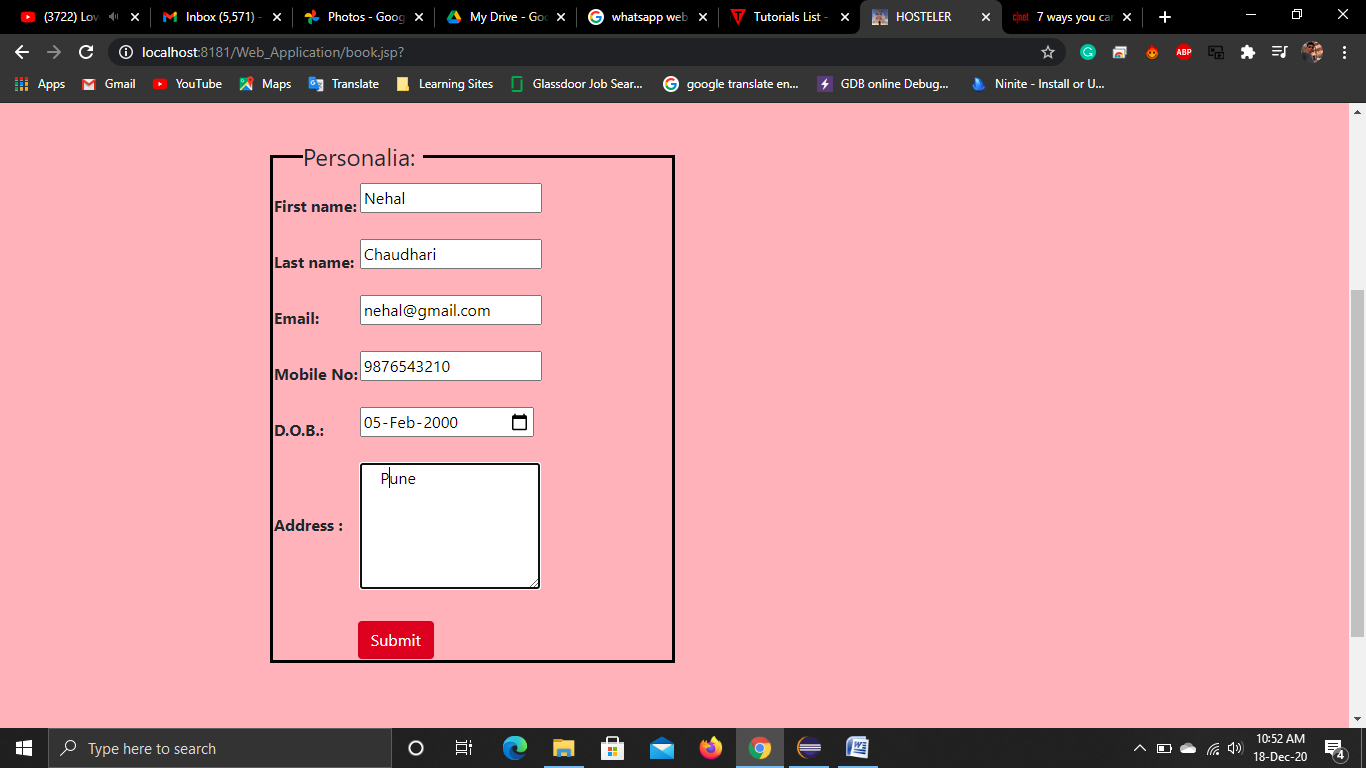 (3722) Lov
Inbox (5,571) -
Photos - Goog
My Drive - Goo
whatsapp web
Tutorials List -
HOSTELER
cnet
7 ways you car
localhost:8181/Web_Application/book.jsp?
ABP
Apps
Gmail
YouTube
Maps
Translate
Learning Sites
Glassdoor Job Sear...
google translate en...
GDB online Debug...
Ninite - Install or U...
Personalia:
First name: Nehal
Last name: Chaudhari
Email: nehal@gmail.com
Mobile No: 9876543210
D.O.B.: 05-Feb-2000
Address : Pune
Submit
Type here to search
10:52 AM
18-Dec-20
4